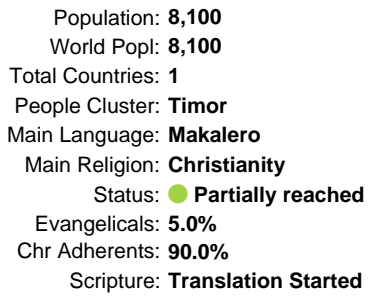 Population: 8,100
World Popl: 8,100
Total Countries: 1
People Cluster: Timor
Main Language: Makalero
Main Religion: Christianity
Status: Partially reached
Evangelicals: 5.0%
Chr Adherents: 90.0%
Scripture: Translation Started